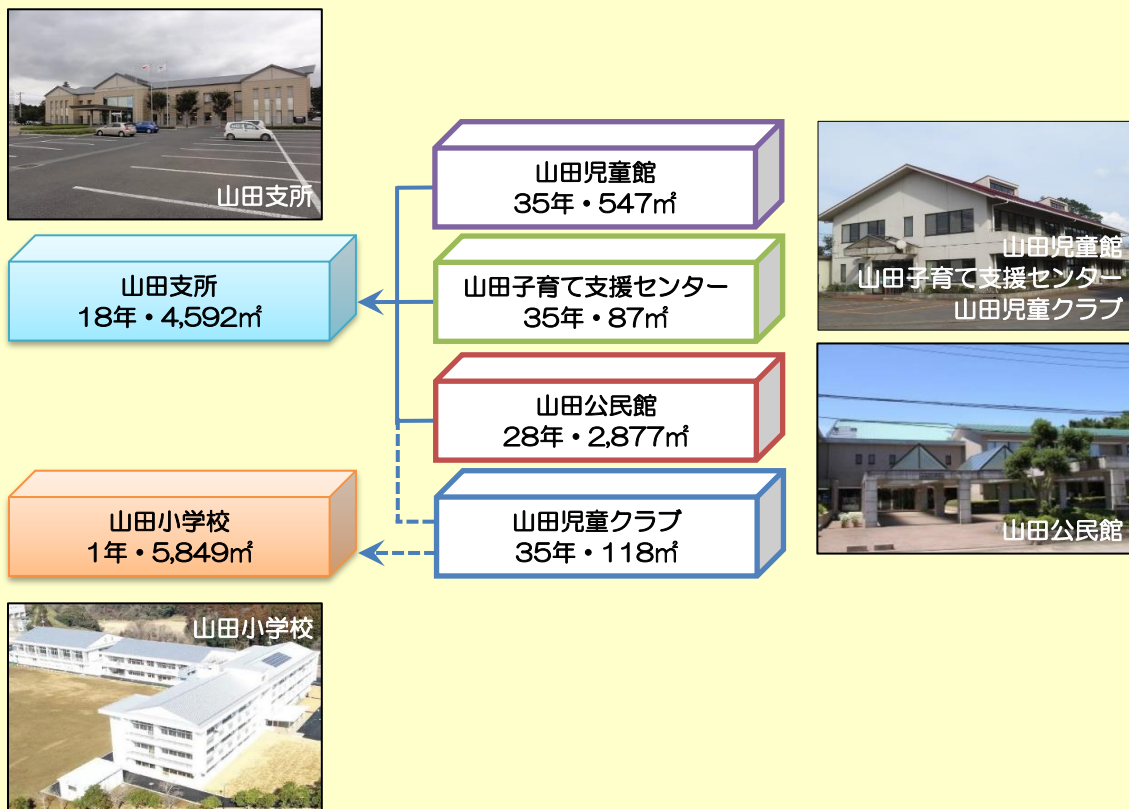 山田支所
山田支所
18年・4,592㎡
山田児童館
35年・547㎡
山田子育て支援センター
35年・87㎡
山田公民館
28年・2,877㎡
山田児童クラブ
35年・118㎡
山田小学校
1年・5,849㎡
山田児童館
山田子育て支援センター
山田児童クラブ
山田公民館
山田小学校